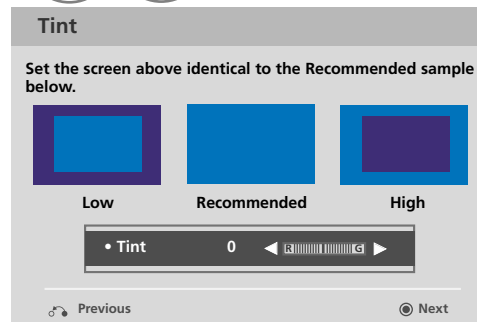 Tint
Set the screen above identical to the Recommended sample
below.
Low Recommended High
• Tint 0 R G
Previous Next